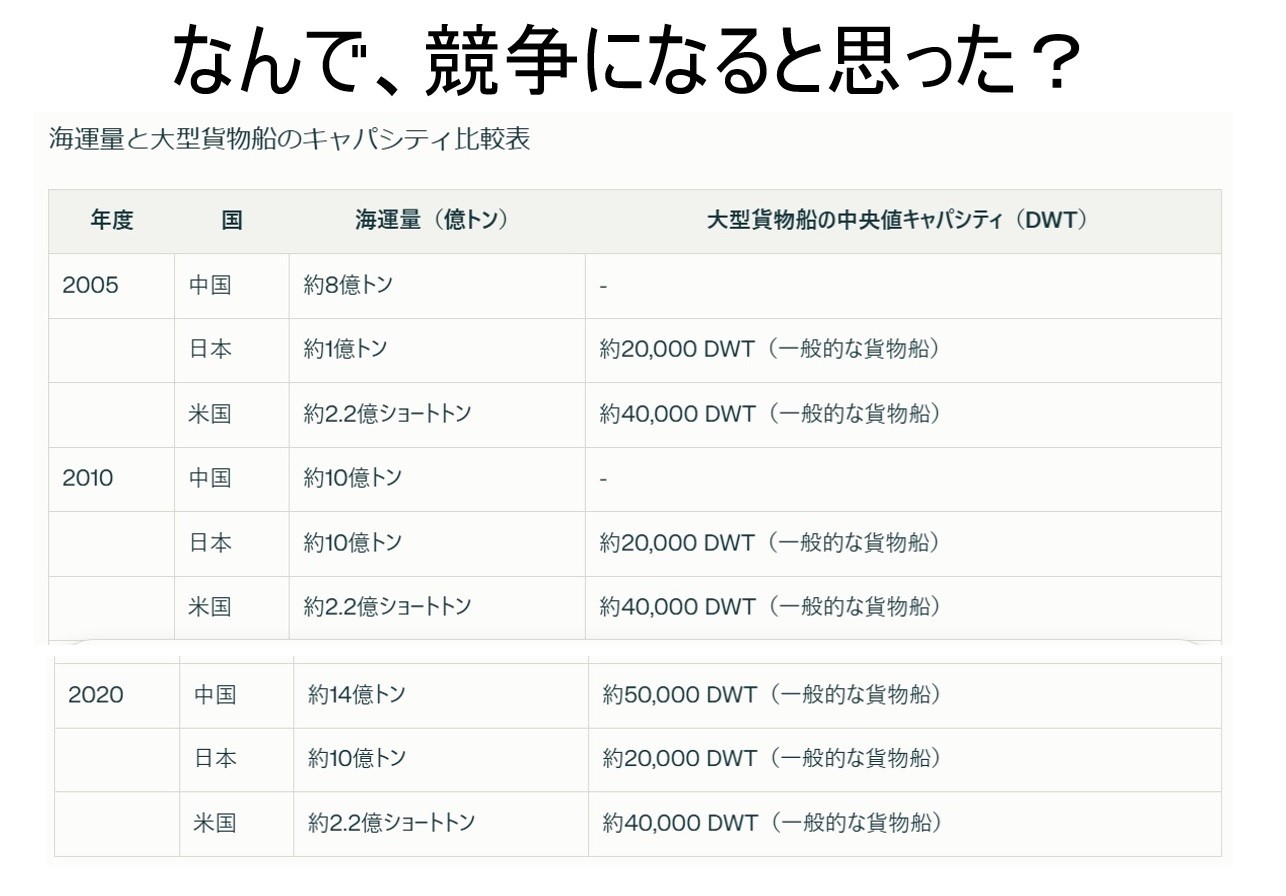 なんで、競争になると思った？
海運量と大型貨物船のキャパシティ比較表
年度 国 海運量（億トン） 大型貨物船の中央値キャパシティ（DWT）
2005 中国 約8億トン -
日本 約1億トン 約20,000 DWT（一般的な貨物船）
米国 約2.2億ショートトン 約40,000 DWT（一般的な貨物船）
2010 中国 約10億トン -
日本 約10億トン 約20,000 DWT（一般的な貨物船）
米国 約2.2億ショートトン 約40,000 DWT（一般的な貨物船）
2020 中国 約14億トン 約50,000 DWT（一般的な貨物船）
日本 約10億トン 約20,000 DWT（一般的な貨物船）
米国 約2.2億ショートトン 約40,000 DWT（一般的な貨物船）